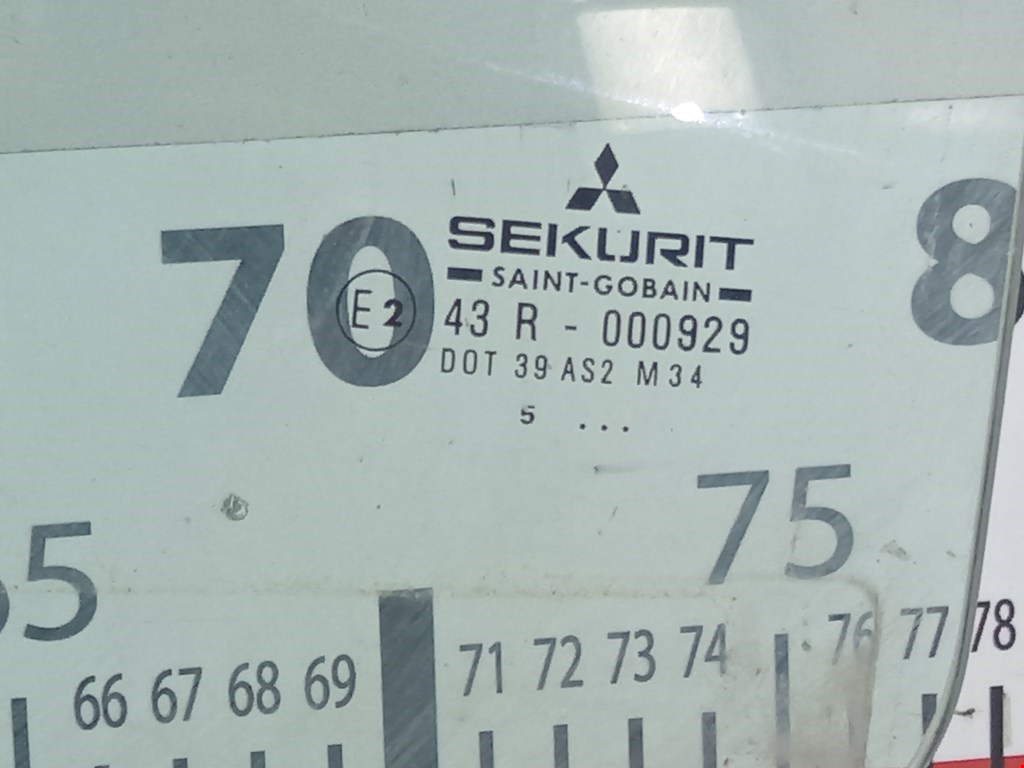 SEKURIT
SAINT-GOBAIN
70 E2 43 R - 000929 8
DOT 39 AS2 M34
5 ...
75
5
66 67 68 69 71 72 73 74 76 77 78